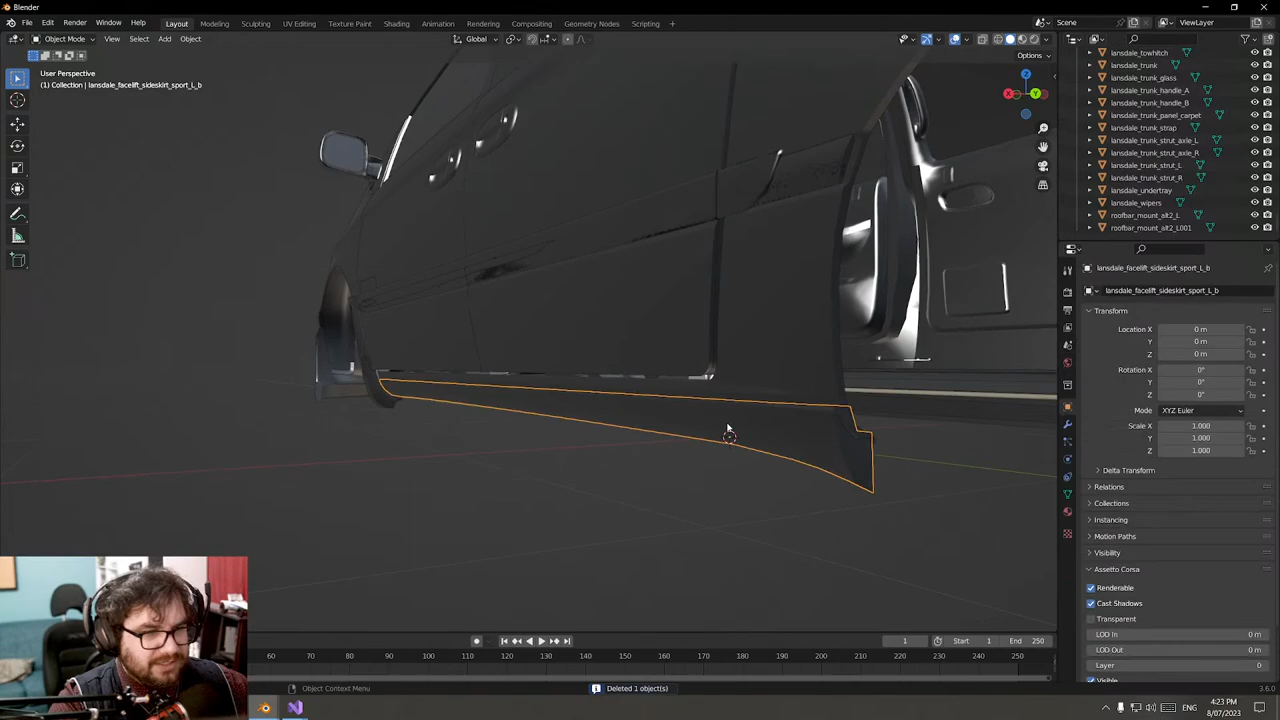 Blender
File Edit Render Window Help Layout Modeling Sculpting UV Editing Texture Paint Shading Animation Rendering Compositing Geometry Nodes Scripting + Scene ViewLayer
Object Mode View Select Add Object Global
Options
User Perspective
(1) Collection | lansdale_facelift_sideskirt_sport_L_b
X Y Z
lansdale_towhitch
lansdale_trunk
lansdale_trunk_glass
lansdale_trunk_handle_A
lansdale_trunk_handle_B
lansdale_trunk_panel_carpet
lansdale_trunk_strap
lansdale_trunk_strut_axle_L
lansdale_trunk_strut_axle_R
lansdale_trunk_strut_L
lansdale_trunk_strut_R
lansdale_undertray
lansdale_wipers
roofbar_mount_alt2_L
roofbar_mount_alt2_L001
lansdale_facelift_sideskirt_sport_L_b
lansdale_facelift_sideskirt_sport_L_b
Transform
Location X 0 m
Y 0 m
Z 0 m
Rotation X 0°
Y 0°
Z 0°
Mode XYZ Euler
Scale X 1.000
Y 1.000
Z 1.000
Delta Transform
Relations
Collections
Instancing
Motion Paths
Visibility
Assetto Corsa
Renderable
Cast Shadows
Transparent
LOD In 0 m
LOD Out 0 m
Layer 0
Visible
1 Start 1 End 250
60 70 80 90 100 110 120 130 140 150 160 170 180 190 200 210 220 230 240 250
Object Context Menu Deleted 1 object(s) 3.6.0
ENG 4:23 PM
8/07/2023